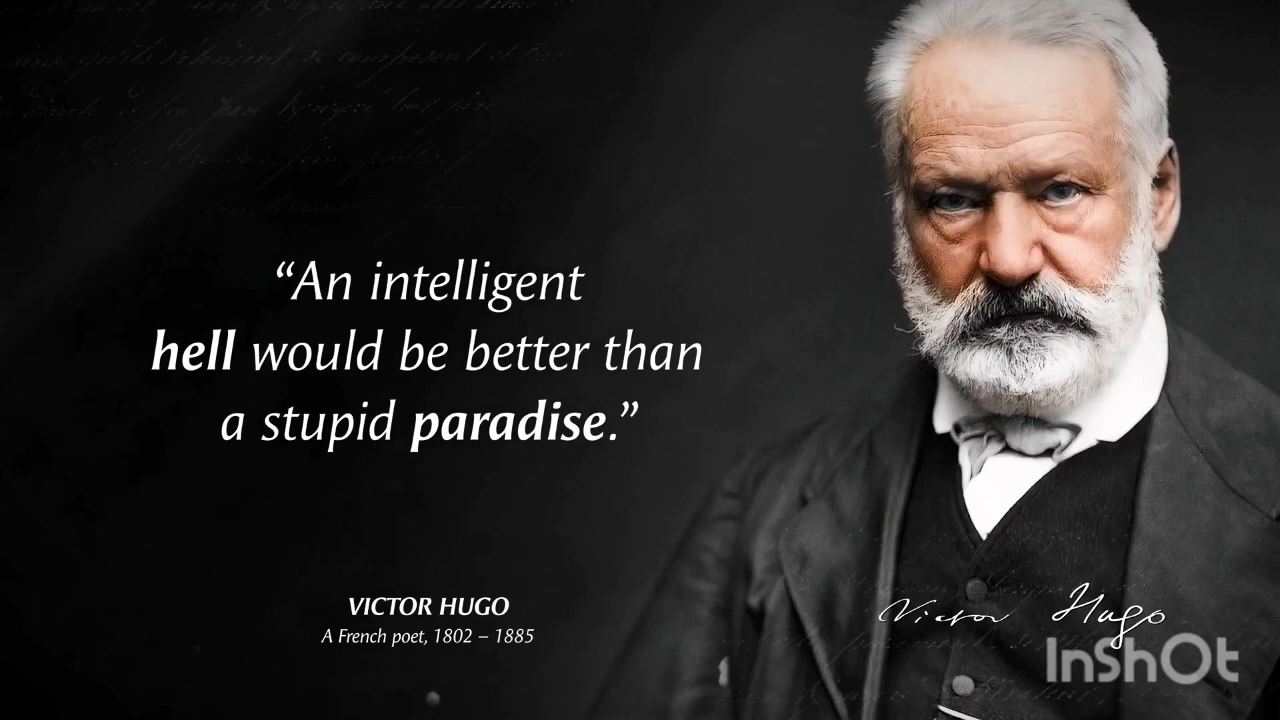 “An intelligent
hell would be better than
a stupid paradise.”
VICTOR HUGO
A French poet, 1802 – 1885
Victor Hugo
InShOt